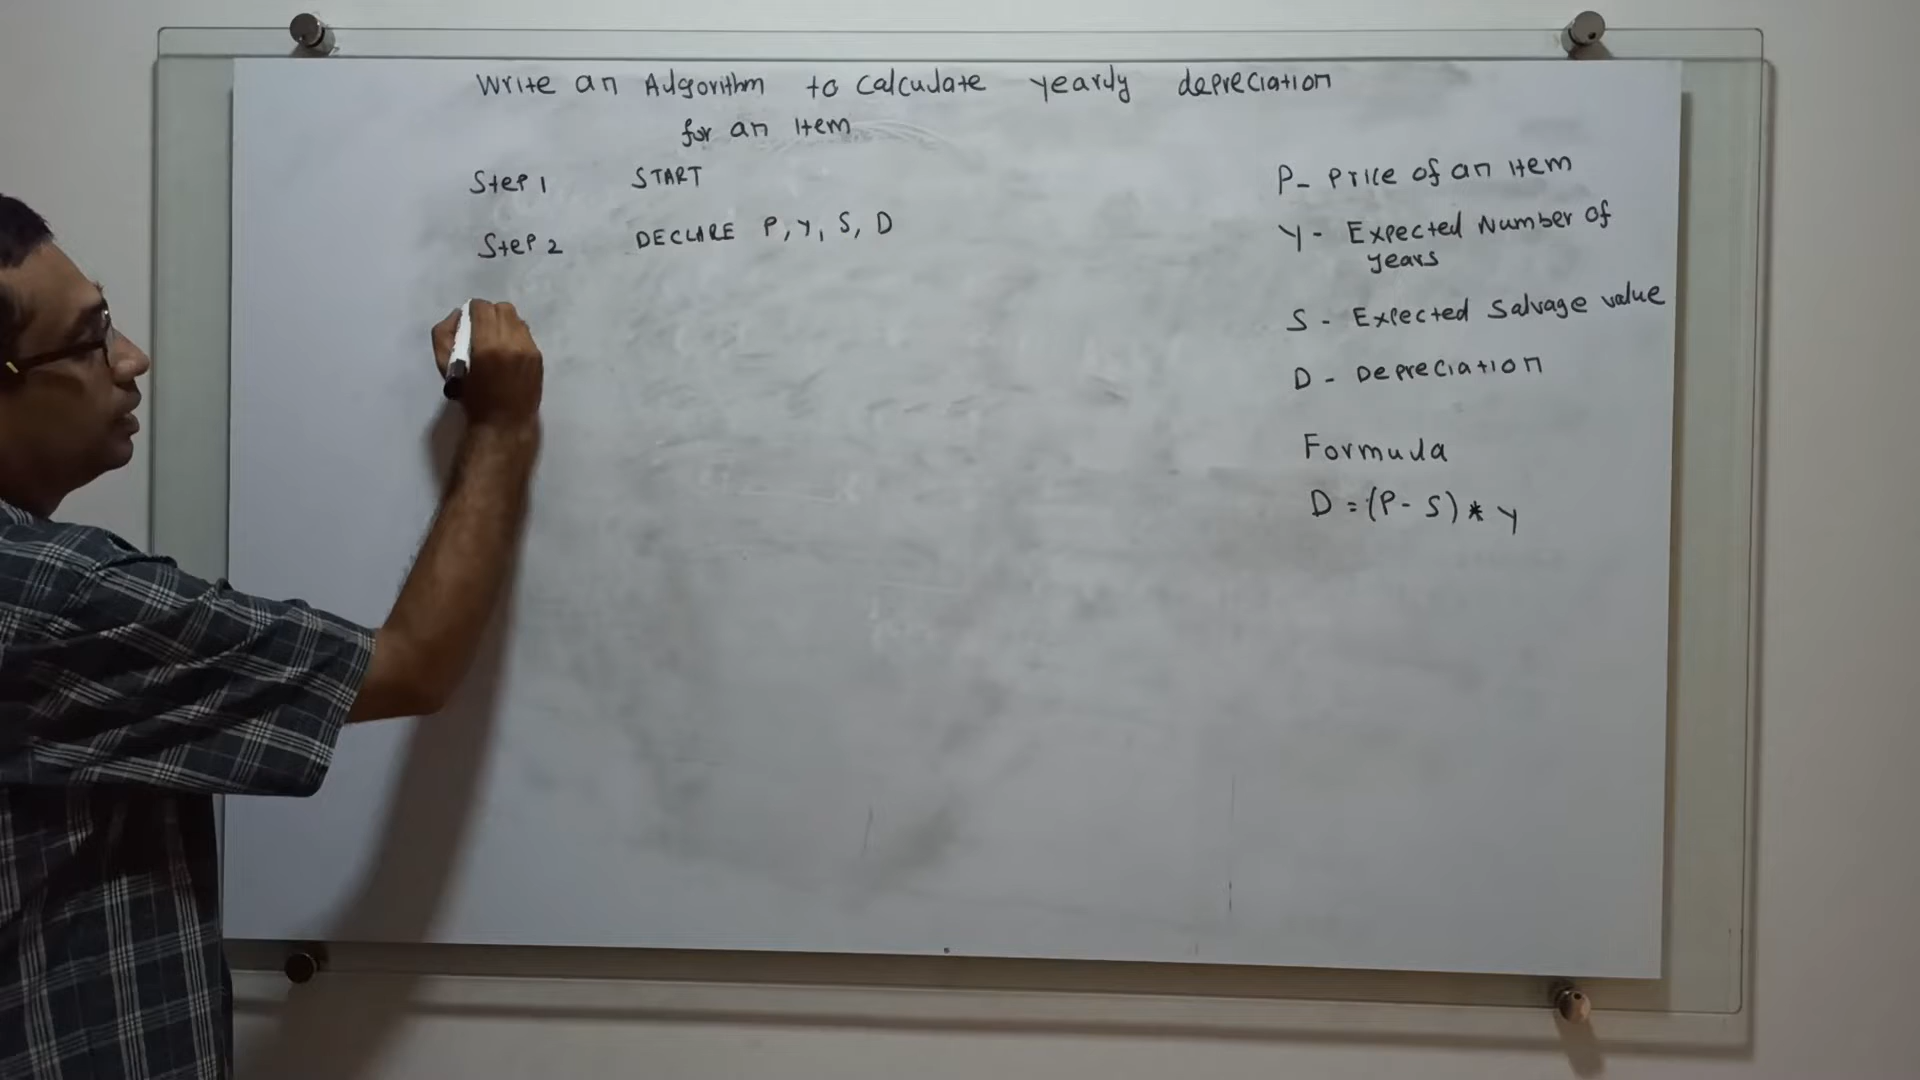 Write an Algorithm to calculate yearly depreciation
for an Item
Step 1 START
Step 2 DECLARE P, Y, S, D
P- Price of an Item
Y- Expected Number of
years
S - Expected Salvage value
D - Depreciation
Formula
D = (P - S) * Y